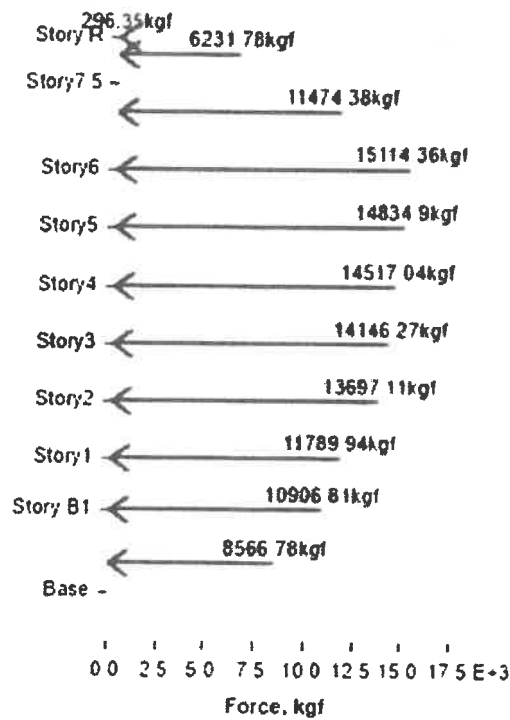 296.35kgf
Story R
6231 78kgf
Story7 5
11474 38kgf
15114 36kgf
Story6
14834 9kgf
Story5
14517 04kgf
Story4
14146 27kgf
Story3
13697 11kgf
Story2
11789 94kgf
Story1
10906 81kgf
Story B1
8566 78kgf
Base
0 0 2 5 5 0 7 5 10 0 12 5 15 0 17 5 E+3
Force, kgf